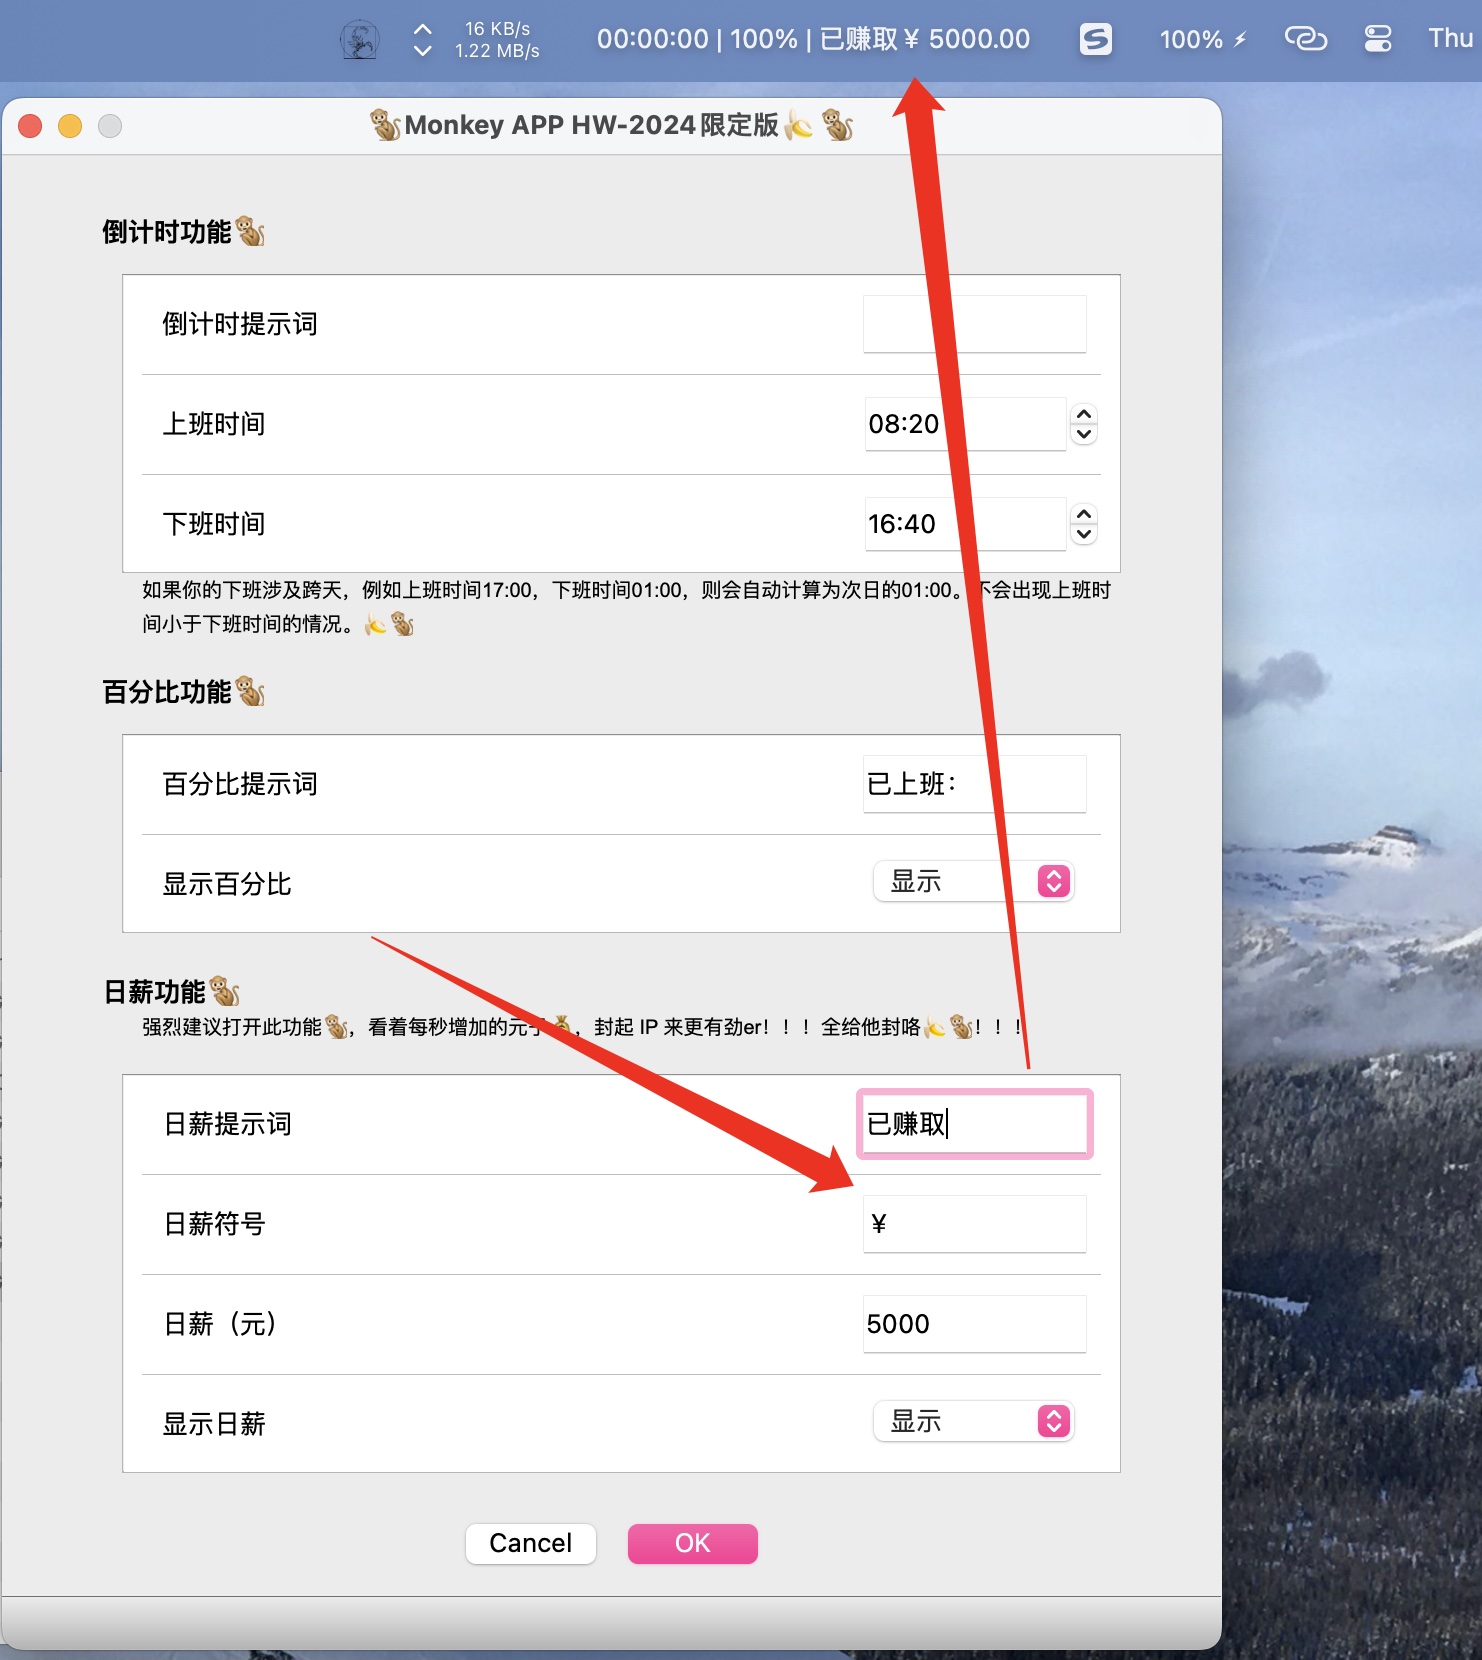 16 KB/s
1.22 MB/s
00:00:00 | 100% | 已赚取 ¥ 5000.00
100%
Thu
🐒Monkey APP HW-2024限定版🍌🐒
倒计时功能🐒
倒计时提示词
上班时间 08:20
下班时间 16:40
如果你的下班涉及跨天，例如上班时间17:00，下班时间01:00，则会自动计算为次日的01:00。不会出现上班时
间小于下班时间的情况。🍌🐒
百分比功能🐒
百分比提示词 已上班：
显示百分比 显示
日薪功能🐒
强烈建议打开此功能🐒，看着每秒增加的元子💰，封起 IP 来更有劲er！！！全给他封咯🍌🐒！！！
日薪提示词 已赚取
日薪符号 ¥
日薪（元） 5000
显示日薪 显示
Cancel OK